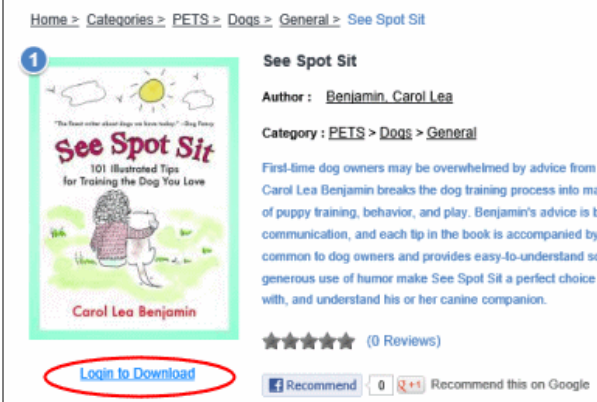 Home > Categories > PETS > Dogs > General > See Spot Sit
1
"The finest writer about dogs we have today." –Dog Fancy
See Spot Sit
101 Illustrated Tips
for Training the Dog You Love
Carol Lea Benjamin
Login to Download
See Spot Sit
Author : Benjamin, Carol Lea
Category : PETS > Dogs > General
First-time dog owners may be overwhelmed by advice from
Carol Lea Benjamin breaks the dog training process into
of puppy training, behavior, and play. Benjamin's advice is
communication, and each tip in the book is accompanied by
common to dog owners and provides easy-to-understand
generous use of humor make See Spot Sit a perfect choice
with, and understand his or her canine companion.
(0 Reviews)
Recommend 0 +1 Recommend this on Google